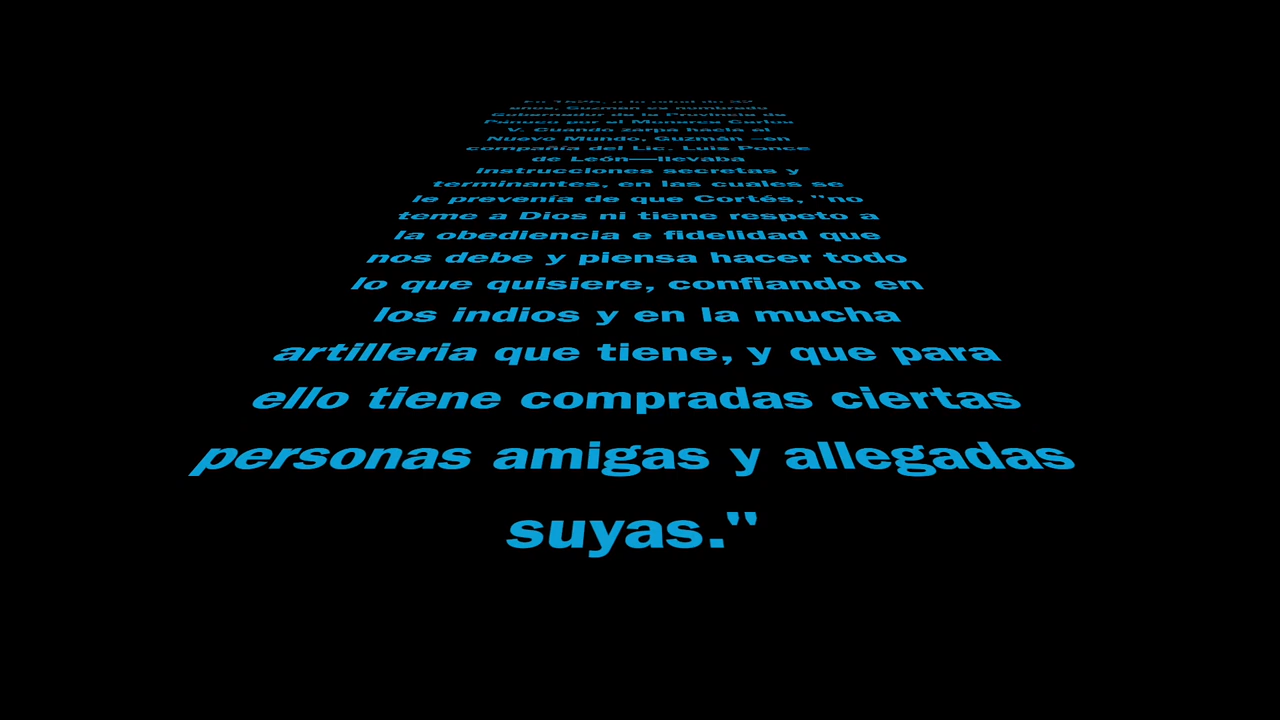 años, Guzmán es nombrado
Gobernador de la Provincia de
Pánuco por el Monarca Carlos
V. Cuando zarpa hacia el
Nuevo Mundo, Guzmán —en
compañía del Lic. Luis Ponce
de León—llevaba
instrucciones secretas y
terminantes, en las cuales se
le prevenía de que Cortés, "no
teme a Dios ni tiene respeto a
la obediencia e fidelidad que
nos debe y piensa hacer todo
lo que quisiere, confiando en
los indios y en la mucha
artilleria que tiene, y que para
ello tiene compradas ciertas
personas amigas y allegadas
suyas."